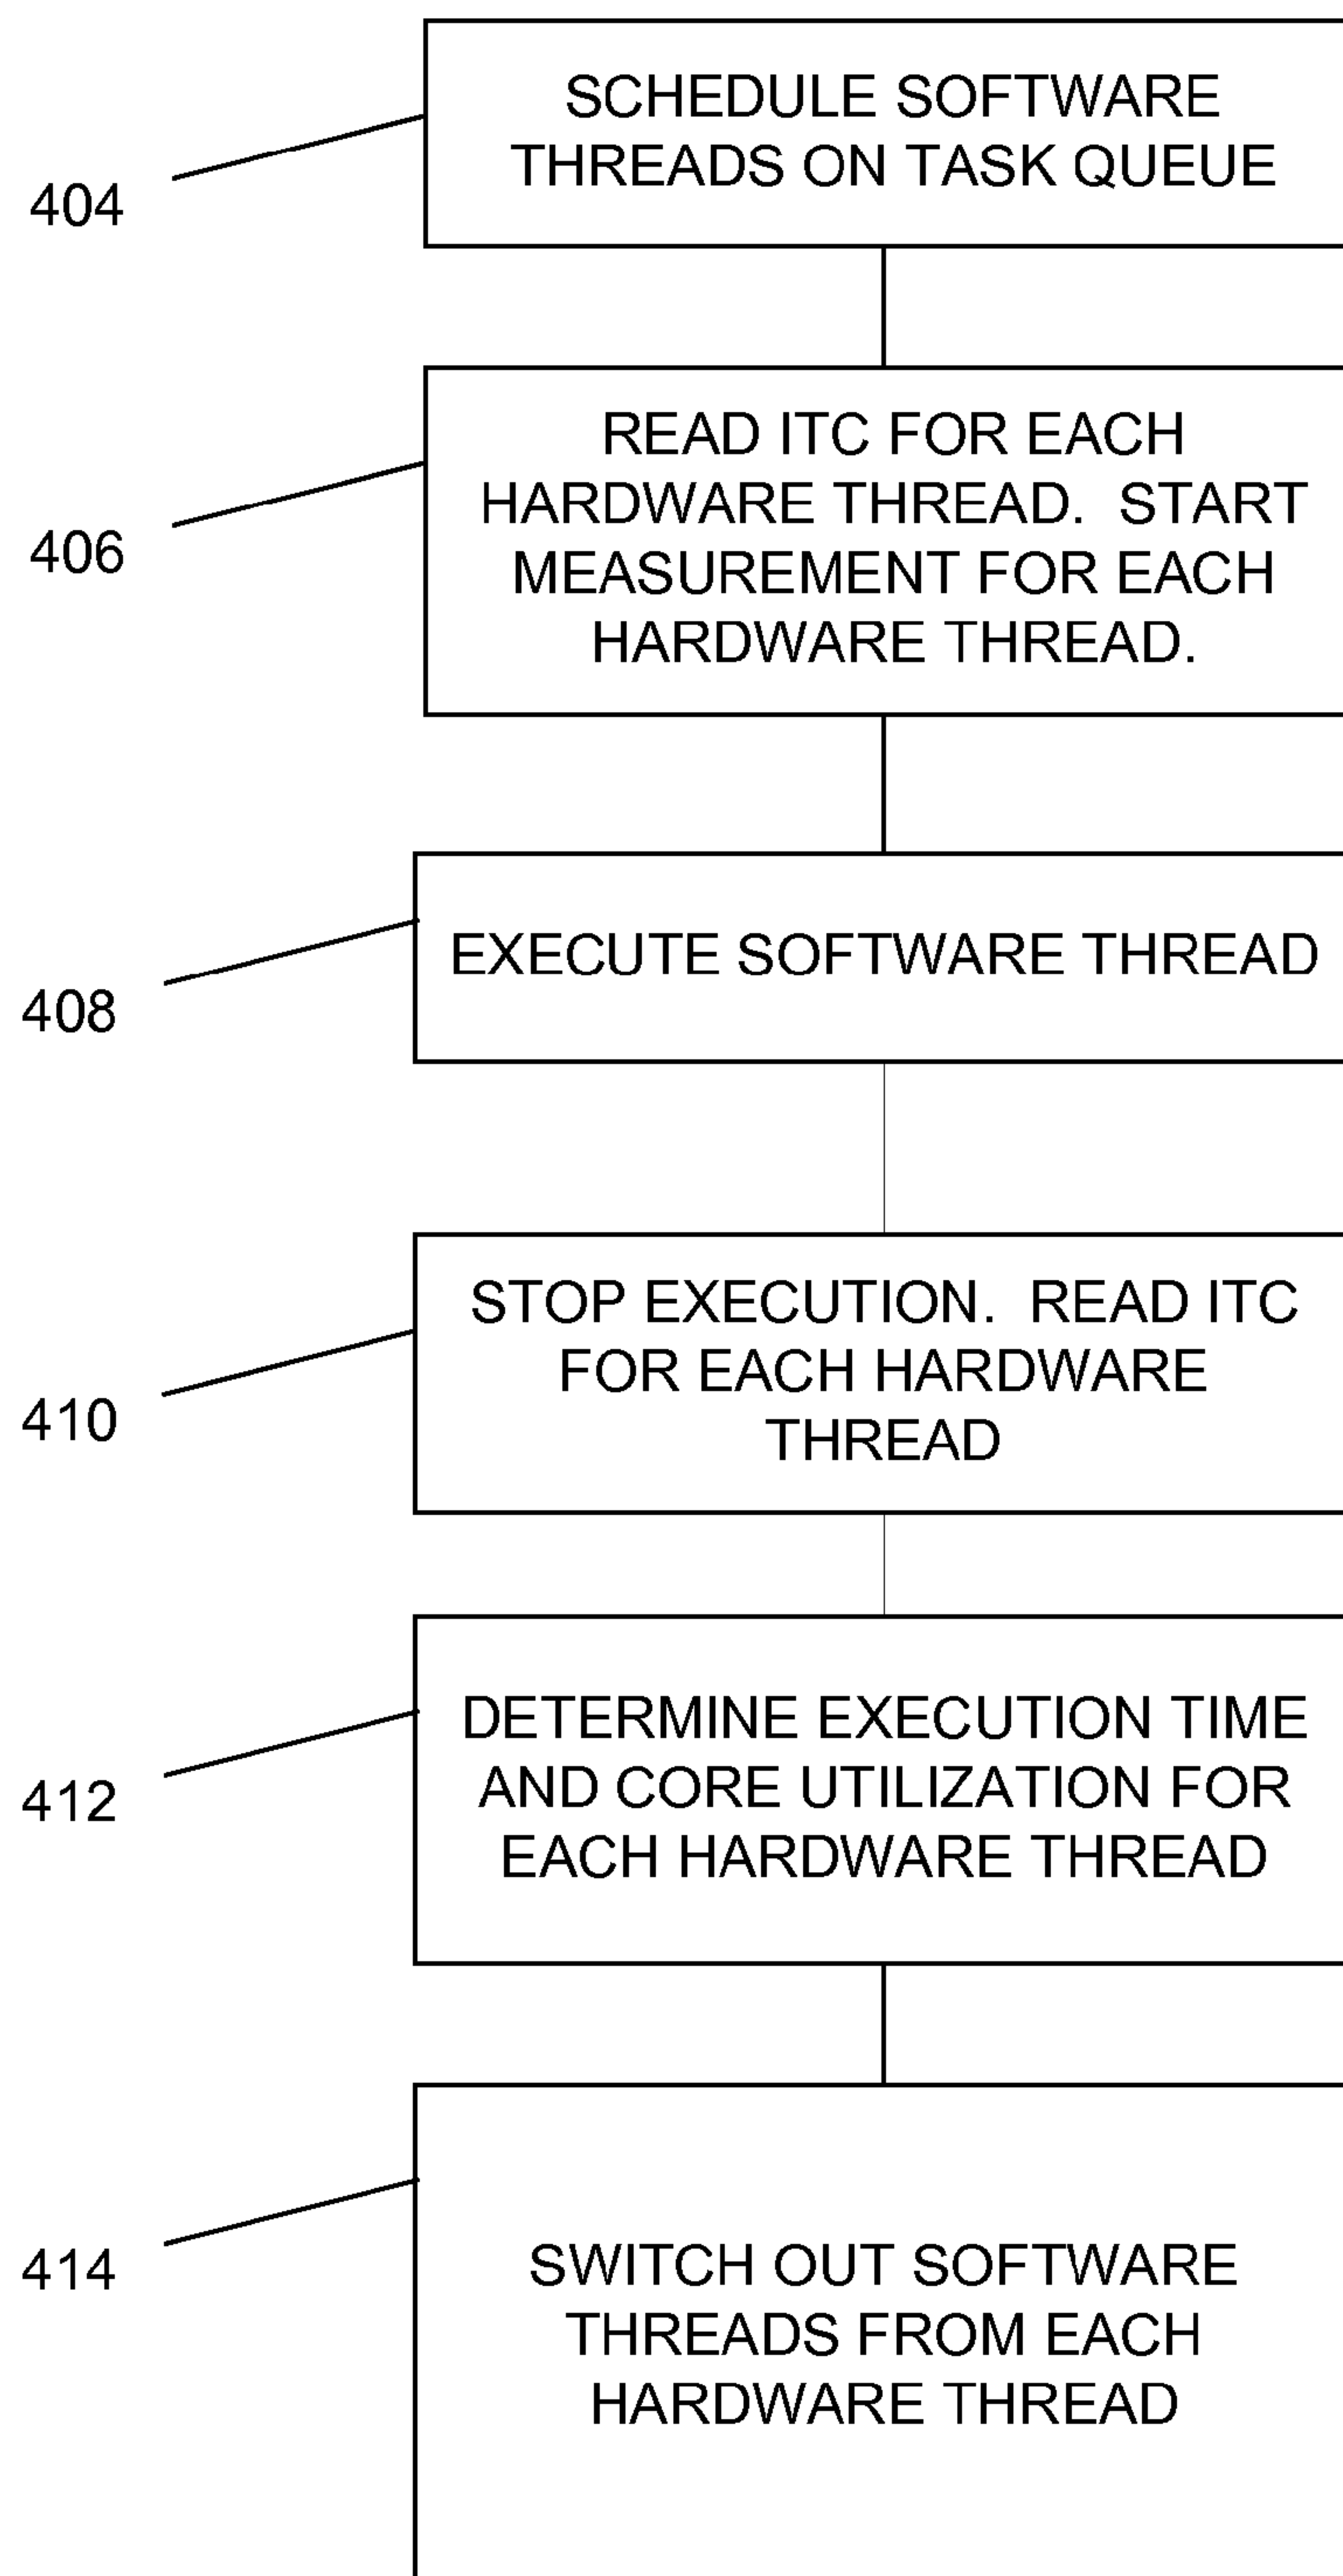 SCHEDULE SOFTWARE
THREADS ON TASK QUEUE
404
READ ITC FOR EACH
HARDWARE THREAD. START
MEASUREMENT FOR EACH
HARDWARE THREAD.
406
EXECUTE SOFTWARE THREAD
408
STOP EXECUTION. READ ITC
FOR EACH HARDWARE
THREAD
410
DETERMINE EXECUTION TIME
AND CORE UTILIZATION FOR
EACH HARDWARE THREAD
412
SWITCH OUT SOFTWARE
THREADS FROM EACH
HARDWARE THREAD
414